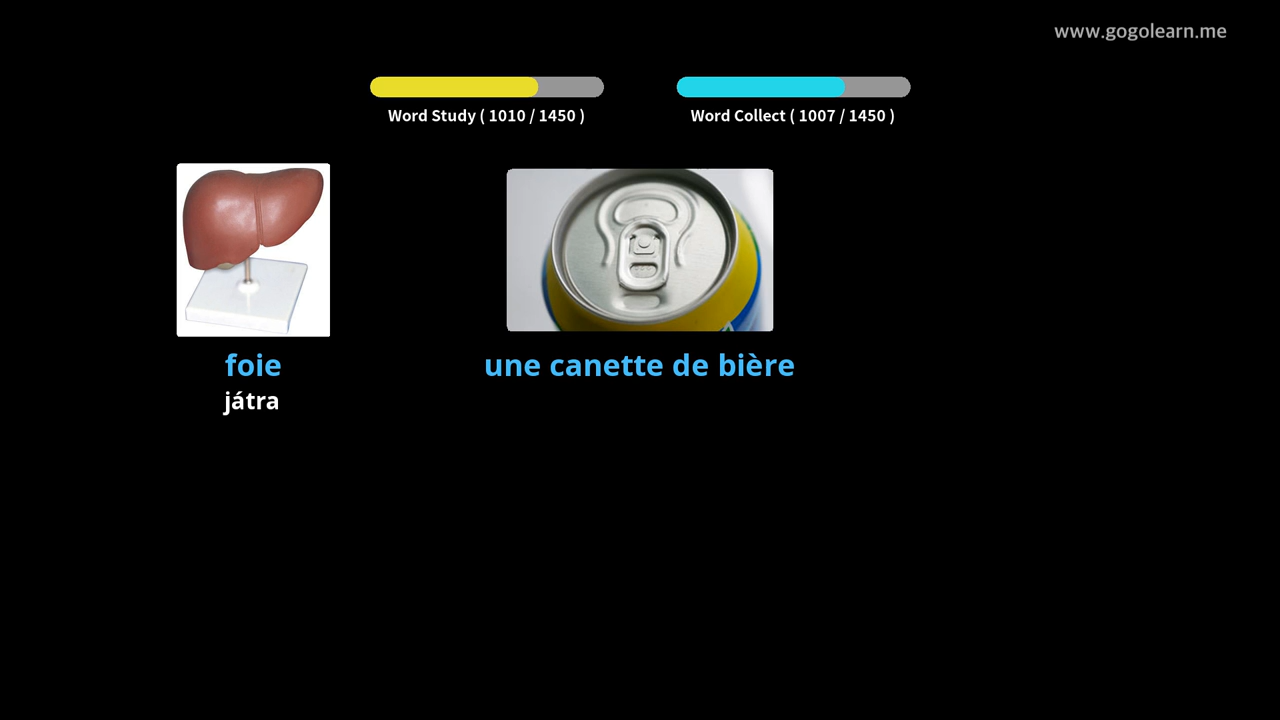 www.gogolearn.me
Word Study ( 1010 / 1450 )
Word Collect ( 1007 / 1450 )
foie
játra
une canette de bière